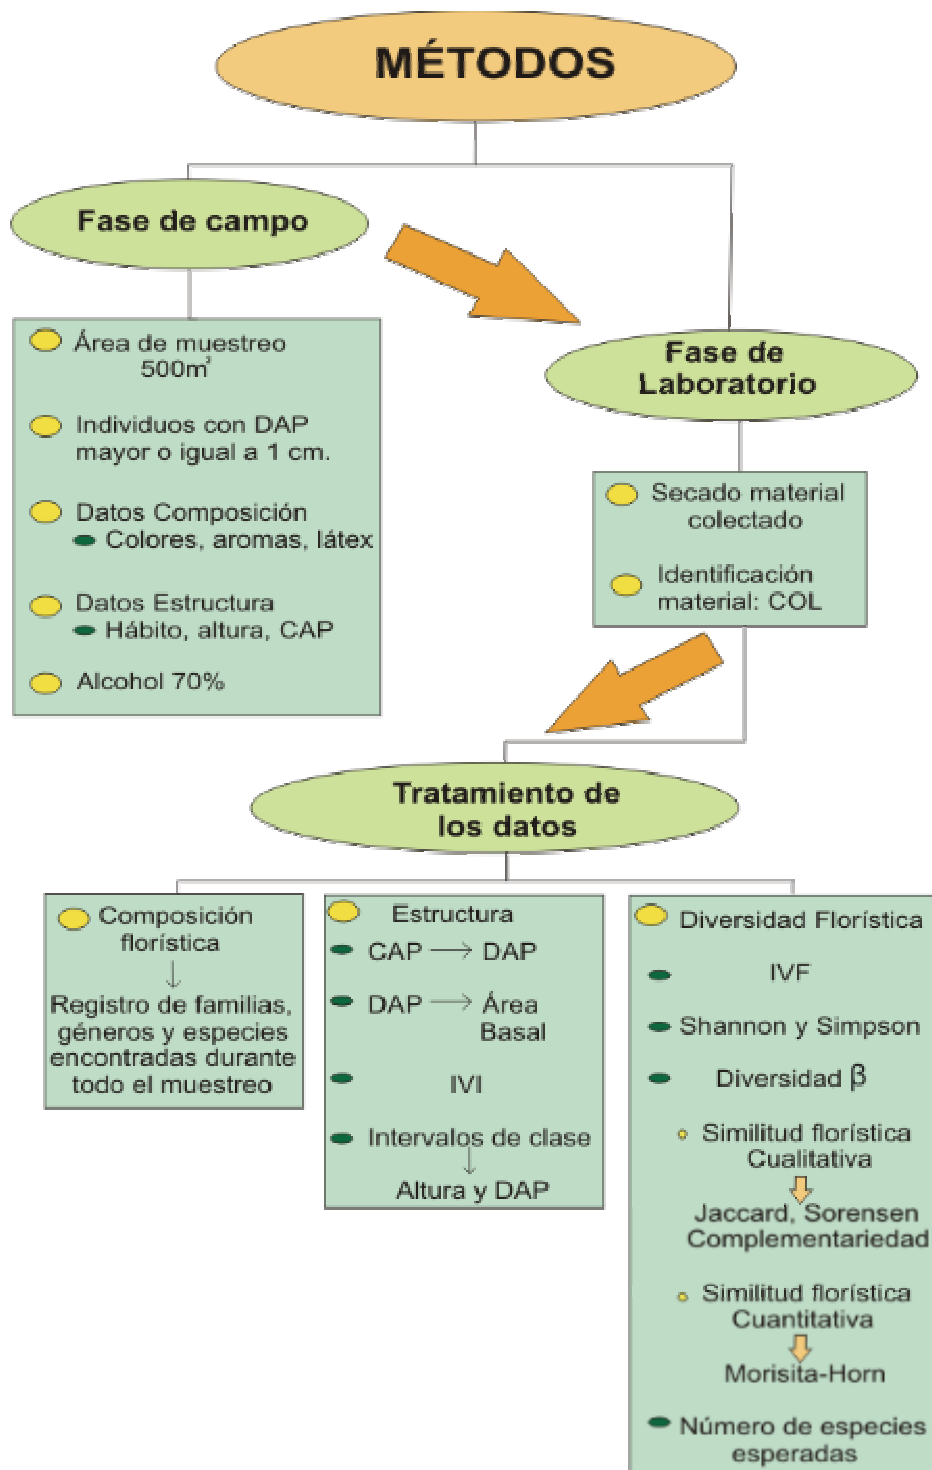 MÉTODOS
Fase de campo
Área de muestreo
500m²
Individuos con DAP
mayor o igual a 1 cm.
Datos Composición
Colores, aromas, látex
Datos Estructura
Hábito, altura, CAP
Alcohol 70%
Fase de
Laboratorio
Secado material
colectado
Identificación
material: COL
Tratamiento de
los datos
Composición
florística
↓
Registro de familias,
géneros y especies
encontradas durante
todo el muestreo
Estructura
CAP → DAP
DAP → Área
Basal
IVI
Intervalos de clase
↓
Altura y DAP
Diversidad Florística
IVF
Shannon y Simpson
Diversidad β
Similitud florística
Cualitativa
Jaccard, Sorensen
Complementariedad
Similitud florística
Cuantitativa
Morisita-Horn
Número de especies
esperadas